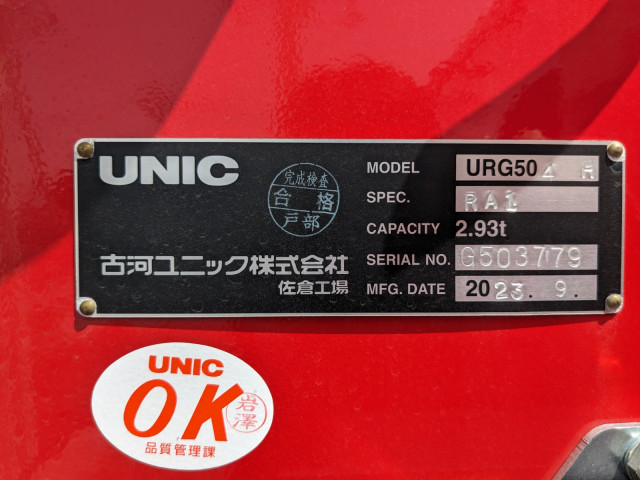 UNIC
完成検査
合格
戸部
古河ユニック株式会社
佐倉工場
MODEL URG504 R
SPEC. RA1
CAPACITY 2.93t
SERIAL NO. G503779
MFG. DATE 2023. 9.
UNIC
OK
岩澤
品質管理課